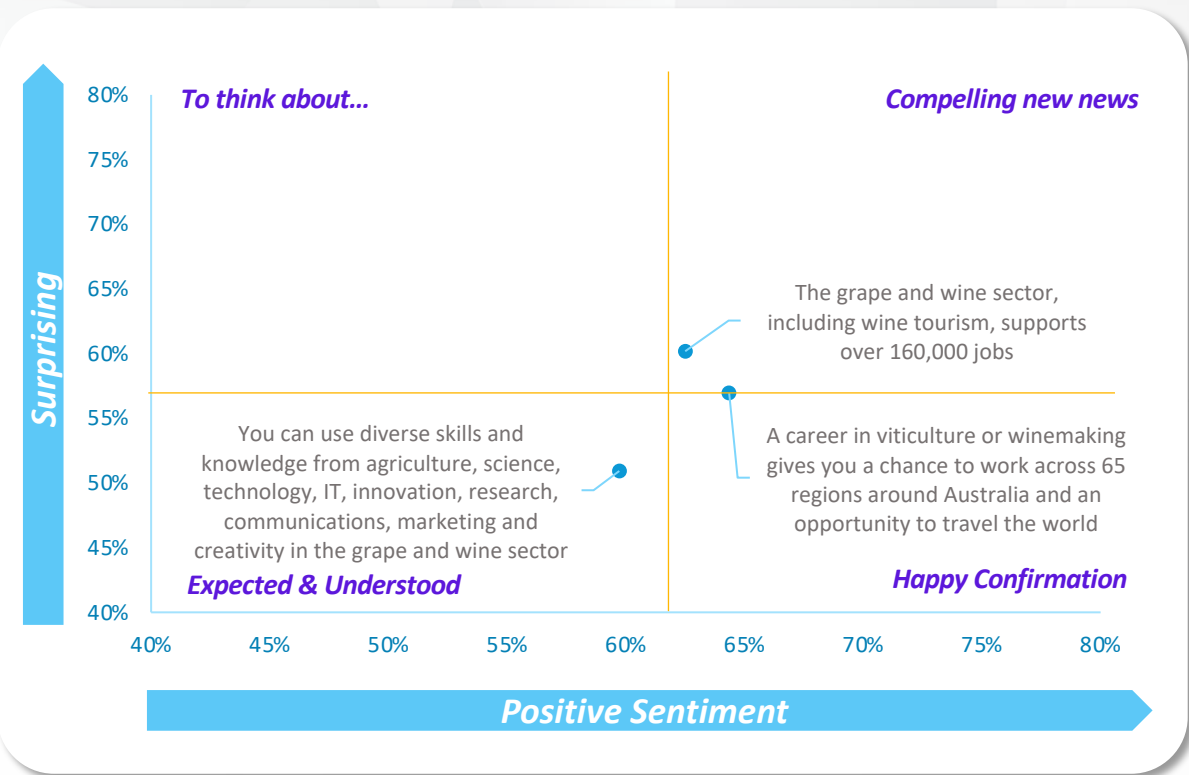 To think about...
Compelling new news
Surprising
80%
75%
70%
65%
60%
55%
50%
45%
40%
The grape and wine sector,
including wine tourism, supports
over 160,000 jobs
You can use diverse skills and
knowledge from agriculture, science,
technology, IT, innovation, research,
communications, marketing and
creativity in the grape and wine sector
A career in viticulture or winemaking
gives you a chance to work across 65
regions around Australia and an
opportunity to travel the world
Expected & Understood
Happy Confirmation
40%
45%
50%
55%
60%
65%
70%
75%
80%
Positive Sentiment